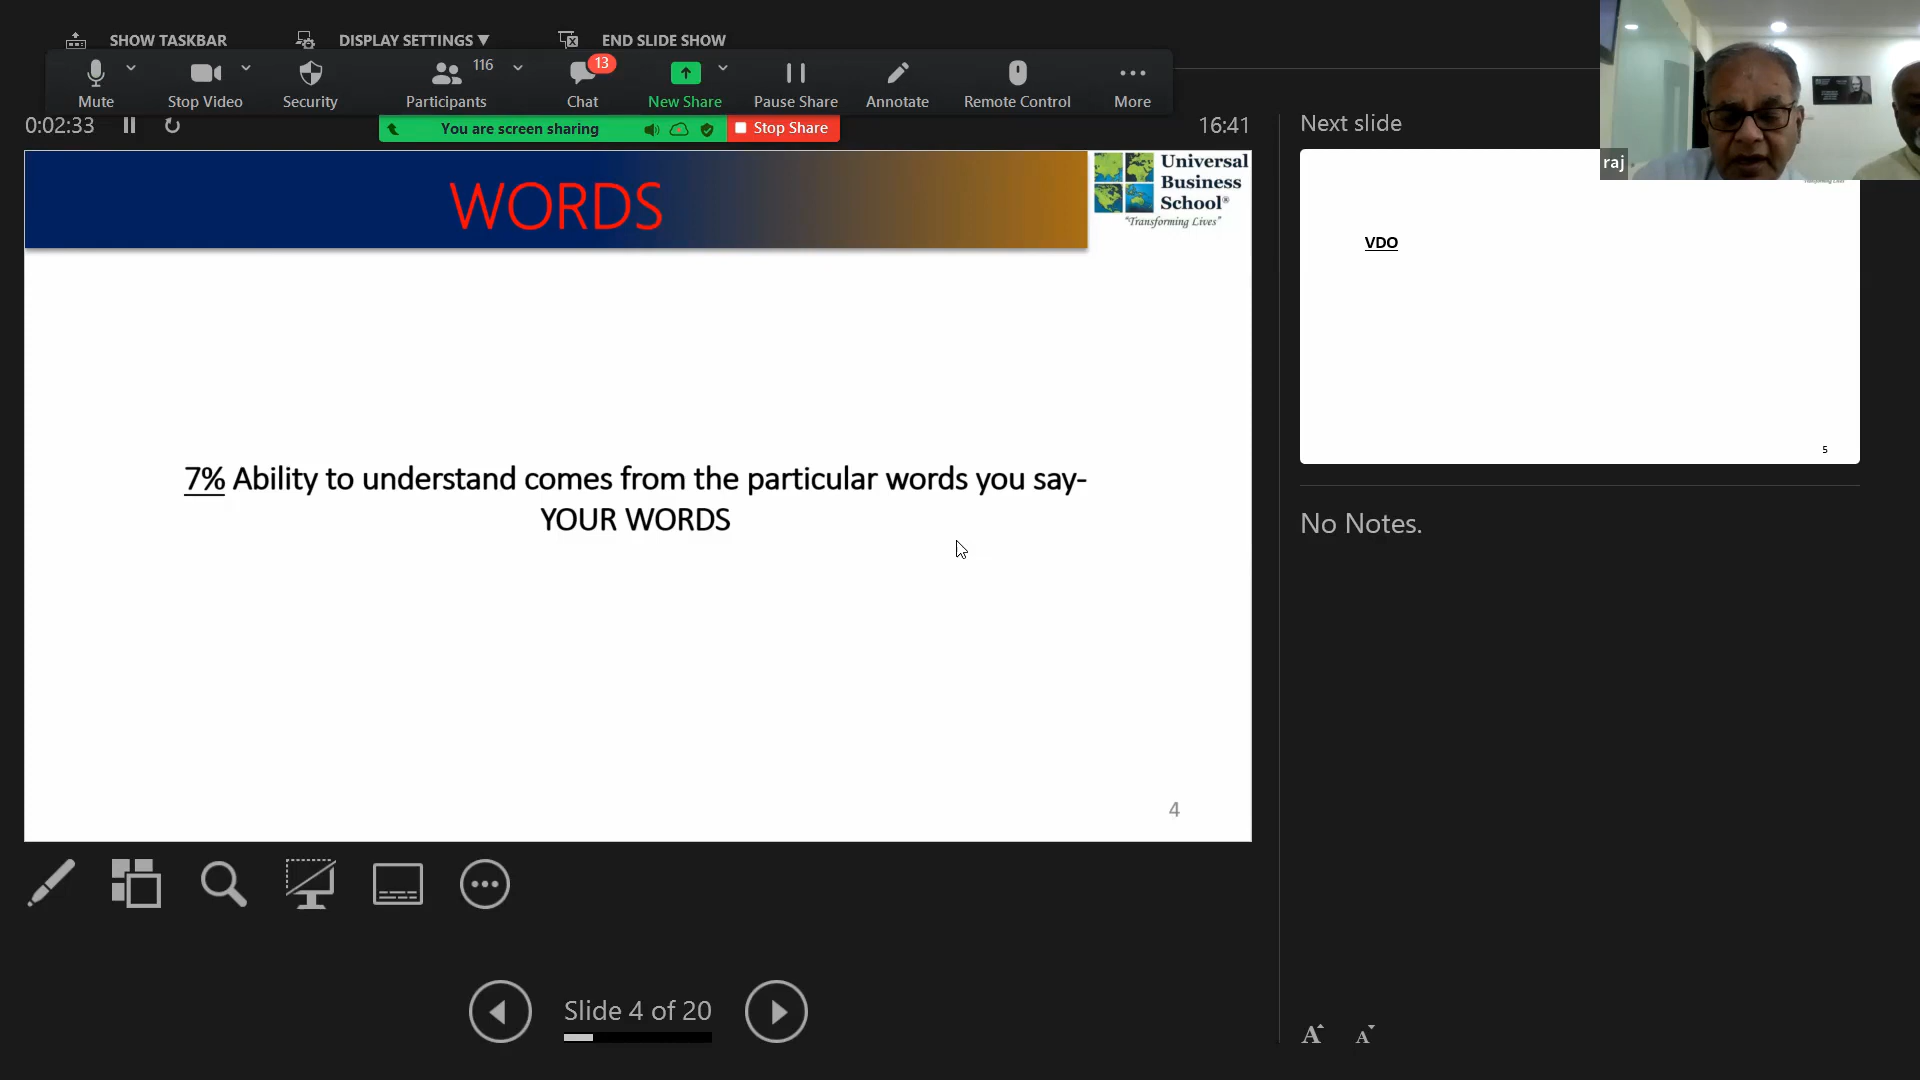 SHOW TASKBAR
DISPLAY SETTINGS ▼
END SLIDE SHOW
Mute
Stop Video
Security
Participants 116
Chat 13
New Share
Pause Share
Annotate
Remote Control
More
0:02:33
You are screen sharing
Stop Share
16:41
Next slide
raj
WORDS
Universal
Business
School®
"Transforming Lives"
7% Ability to understand comes from the particular words you say-
YOUR WORDS
4
VDO
5
No Notes.
Slide 4 of 20
A A